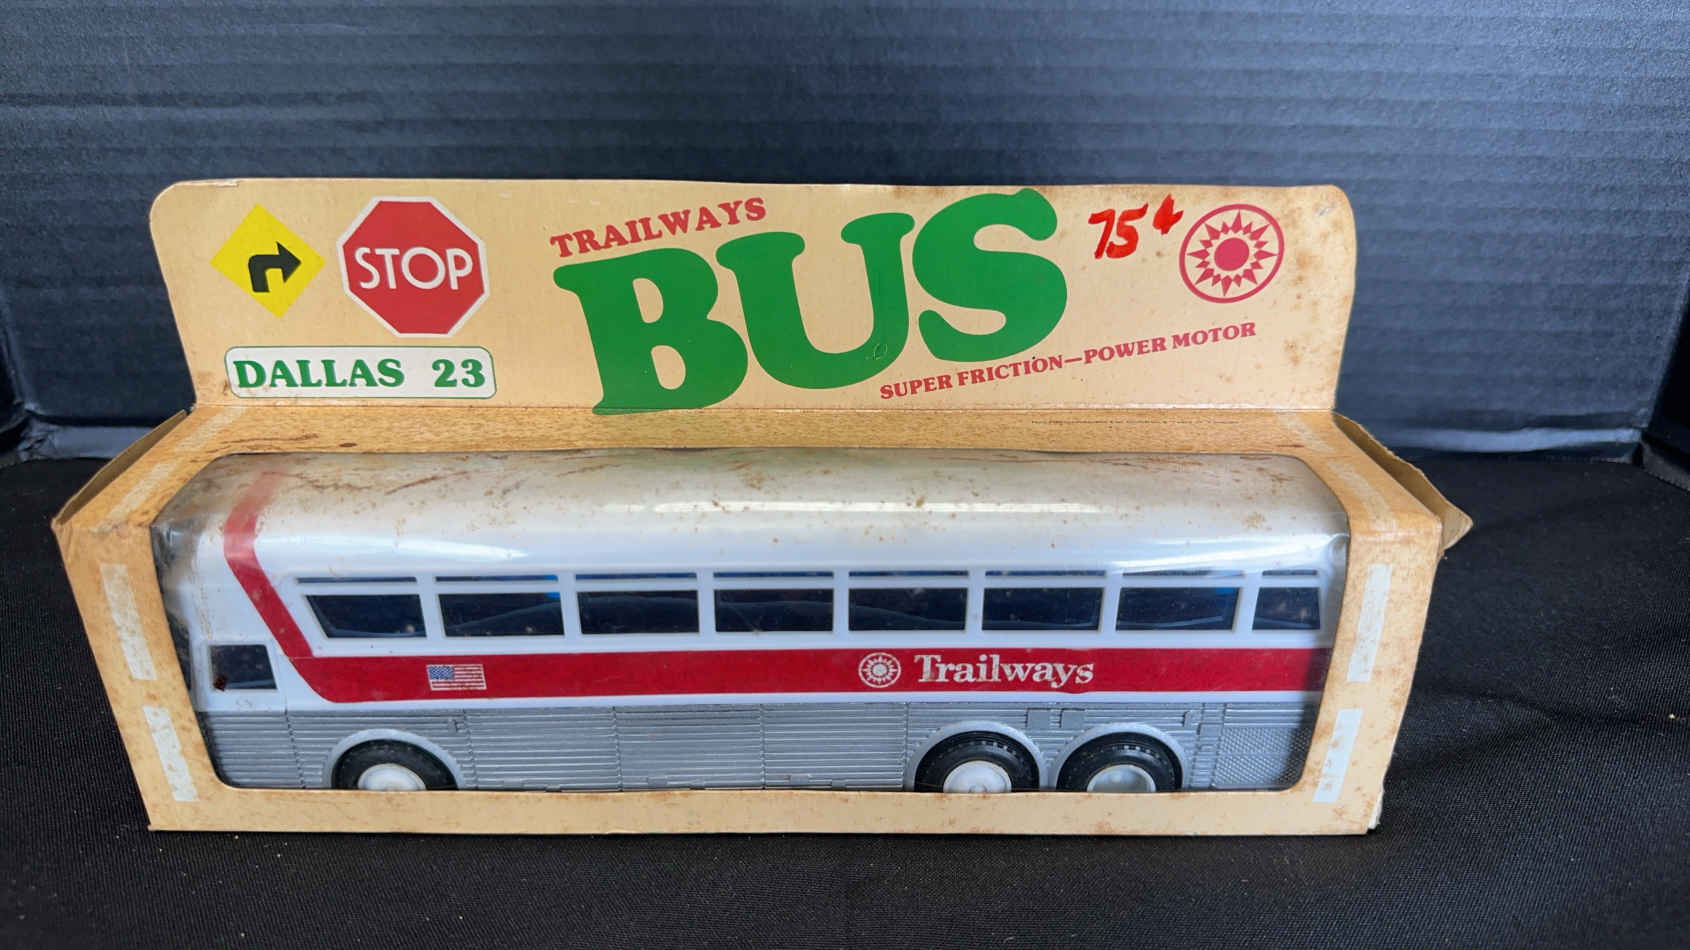 STOP
TRAILWAYS
BUS
75¢
DALLAS 23
SUPER FRICTION—POWER MOTOR
Trailways